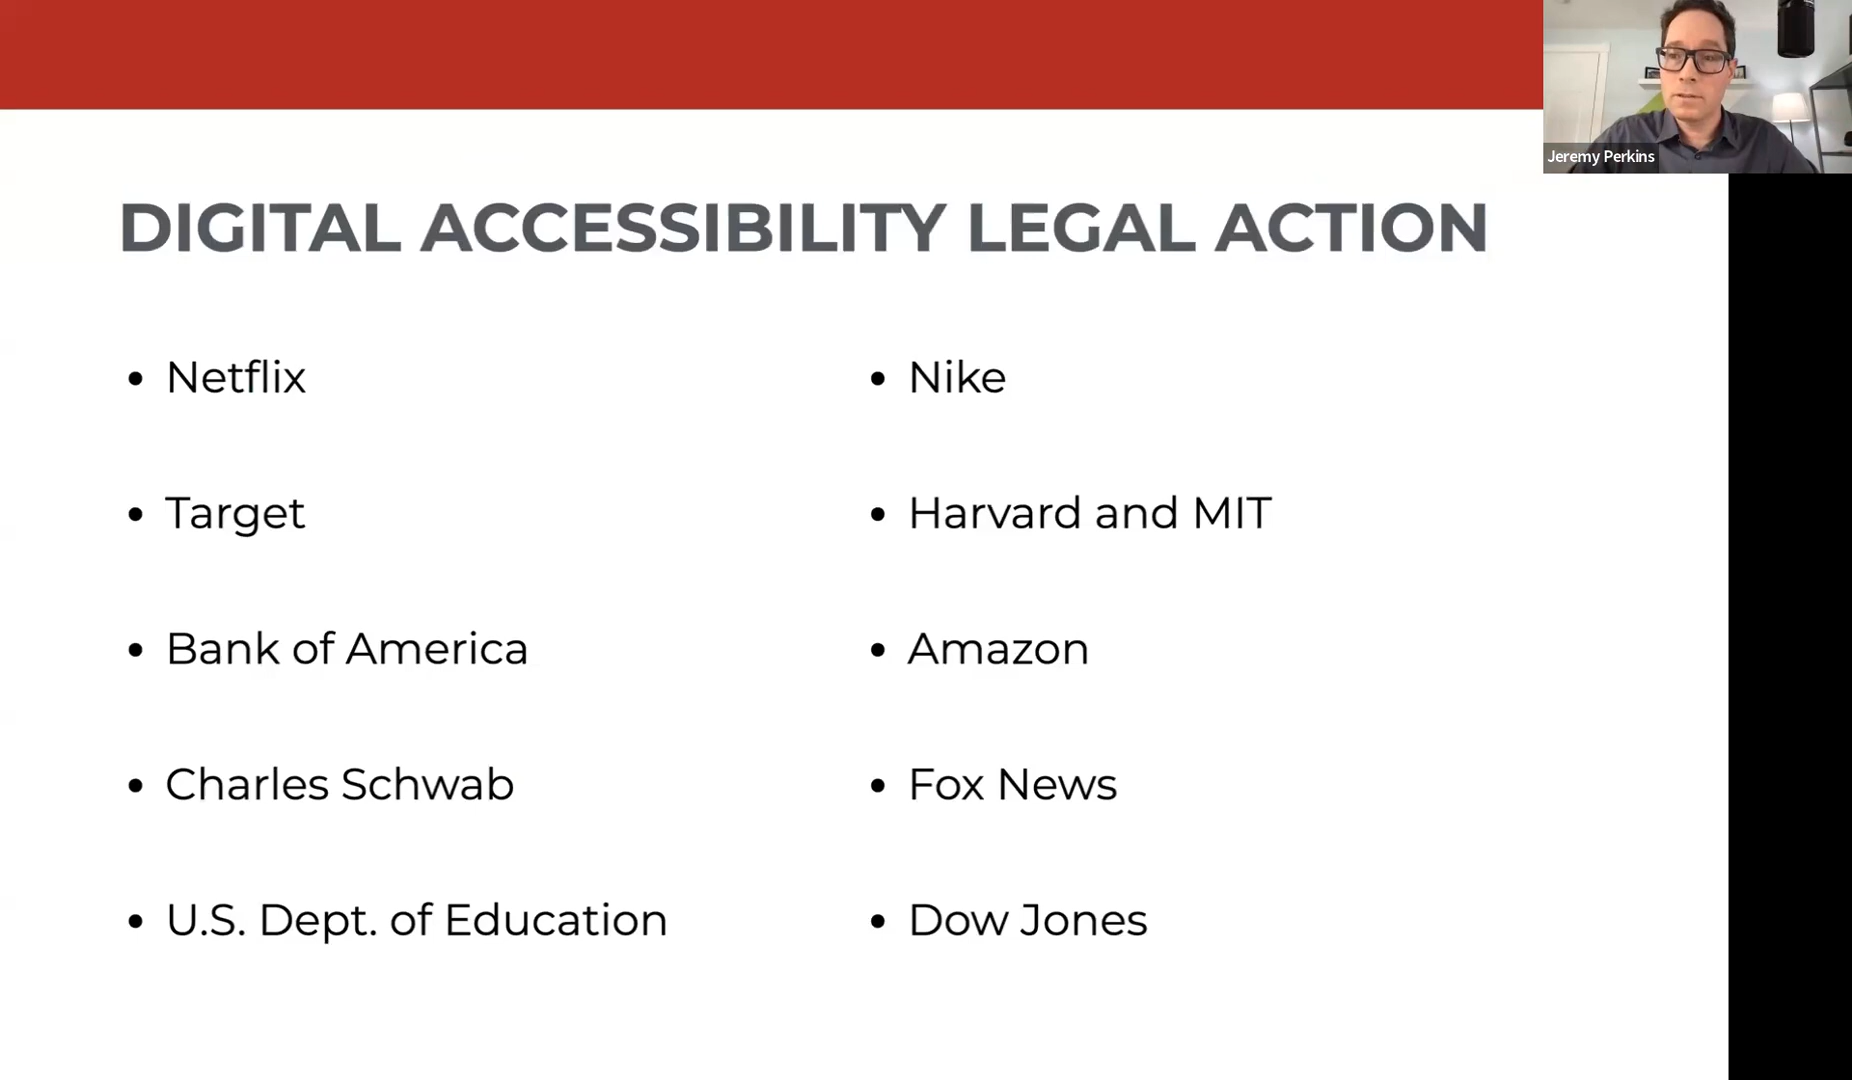 Jeremy Perkins
DIGITAL ACCESSIBILITY LEGAL ACTION
• Netflix
• Target
• Bank of America
• Charles Schwab
• U.S. Dept. of Education
• Nike
• Harvard and MIT
• Amazon
• Fox News
• Dow Jones